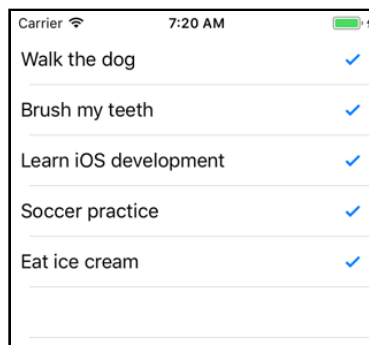 Carrier 7:20 AM
Walk the dog
Brush my teeth
Learn iOS development
Soccer practice
Eat ice cream